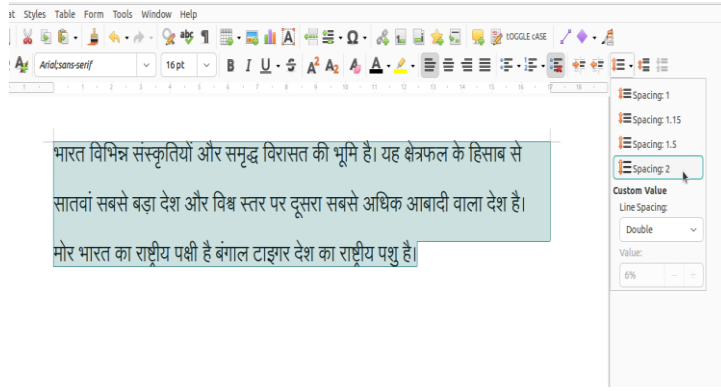 at Styles Table Form Tools Window Help
TOGGLE CASE
Arial;sans-serif 16 pt
Spacing: 1
Spacing: 1.15
Spacing: 1.5
Spacing: 2
Custom Value
Line Spacing:
Double
Value:
6%
भारत विभिन्न संस्कृतियों और समृद्ध विरासत की भूमि है। यह क्षेत्रफल के हिसाब से
सातवां सबसे बड़ा देश और विश्व स्तर पर दूसरा सबसे अधिक आबादी वाला देश है।
मोर भारत का राष्ट्रीय पक्षी है बंगाल टाइगर देश का राष्ट्रीय पशु है।